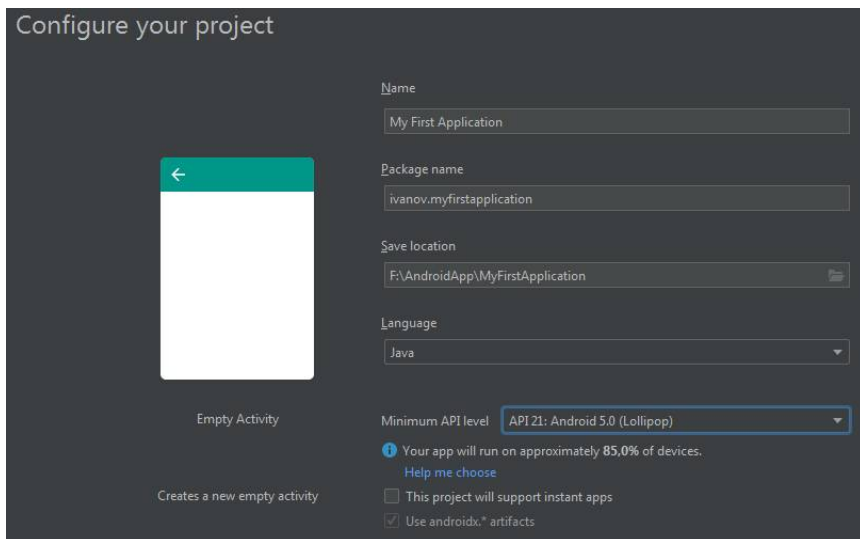 Configure your project
Name
My First Application
Package name
ivanov.myfirstapplication
Save location
F:\AndroidApp\MyFirstApplication
Language
Java
Empty Activity
Minimum API level API 21: Android 5.0 (Lollipop)
Your app will run on approximately 85,0% of devices.
Help me choose
Creates a new empty activity
This project will support instant apps
Use androidx.* artifacts